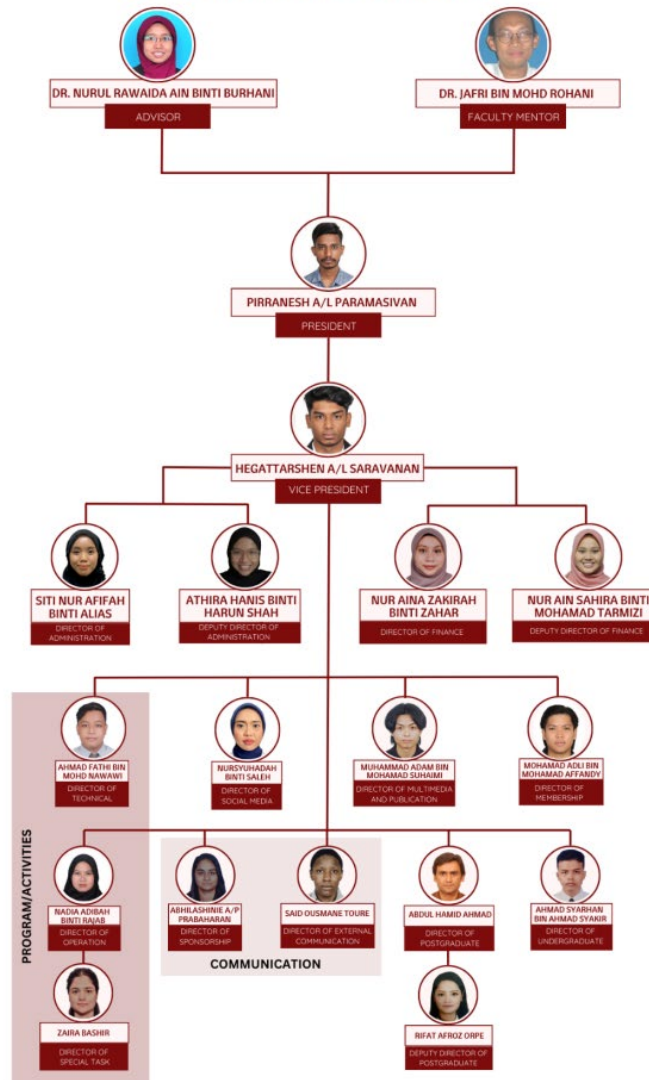 DR. NURUL RAWAIDA AIN BINTI BURHANI
ADVISOR
DR. JAFRI BIN MOHD ROHANI
FACULTY MENTOR
PIRRANESH A/L PARAMASIVAN
PRESIDENT
HEGATTARSHEN A/L SARAVANAN
VICE PRESIDENT
SITI NUR AFIFAH
BINTI ALIAS
DIRECTOR OF
ADMINISTRATION
ATHIRA HANIS BINTI
HARUN SHAH
DEPUTY DIRECTOR OF
ADMINISTRATION
NUR AINA ZAKIRAH
BINTI ZAHAR
DIRECTOR OF FINANCE
NUR AIN SAHIRA BINTI
MOHAMAD TARMIZI
DEPUTY DIRECTOR OF FINANCE
PROGRAM/ACTIVITIES
AHMAD FATHI BIN
MOHD NAWAWI
DIRECTOR OF
TECHNICAL
NURSYUHADAH
BINTI SALEH
DIRECTOR OF
SOCIAL MEDIA
MUHAMMAD ADAM BIN
MOHAMAD SUHAIMI
DIRECTOR OF MULTIMEDIA
AND PUBLICATION
MOHAMAD ADLI BIN
MOHAMAD AFFANDY
DIRECTOR OF
MEMBERSHIP
NADIA ADIBAH
BINTI RAJAB
DIRECTOR OF
OPERATION
ABHILASHINIE A/P
PRABAHARAN
DIRECTOR OF
SPONSORSHIP
SAID OUSMANE TOURE
DIRECTOR OF EXTERNAL
COMMUNICATION
ABDUL HAMID AHMAD
DIRECTOR OF
POSTGRADUATE
AHMAD SYARHAN
BIN AHMAD SYAKIR
DIRECTOR OF
UNDERGRADUATE
COMMUNICATION
ZAIRA BASHIR
DIRECTOR OF
SPECIAL TASK
RIFAT AFROZ ORPE
DEPUTY DIRECTOR OF
POSTGRADUATE